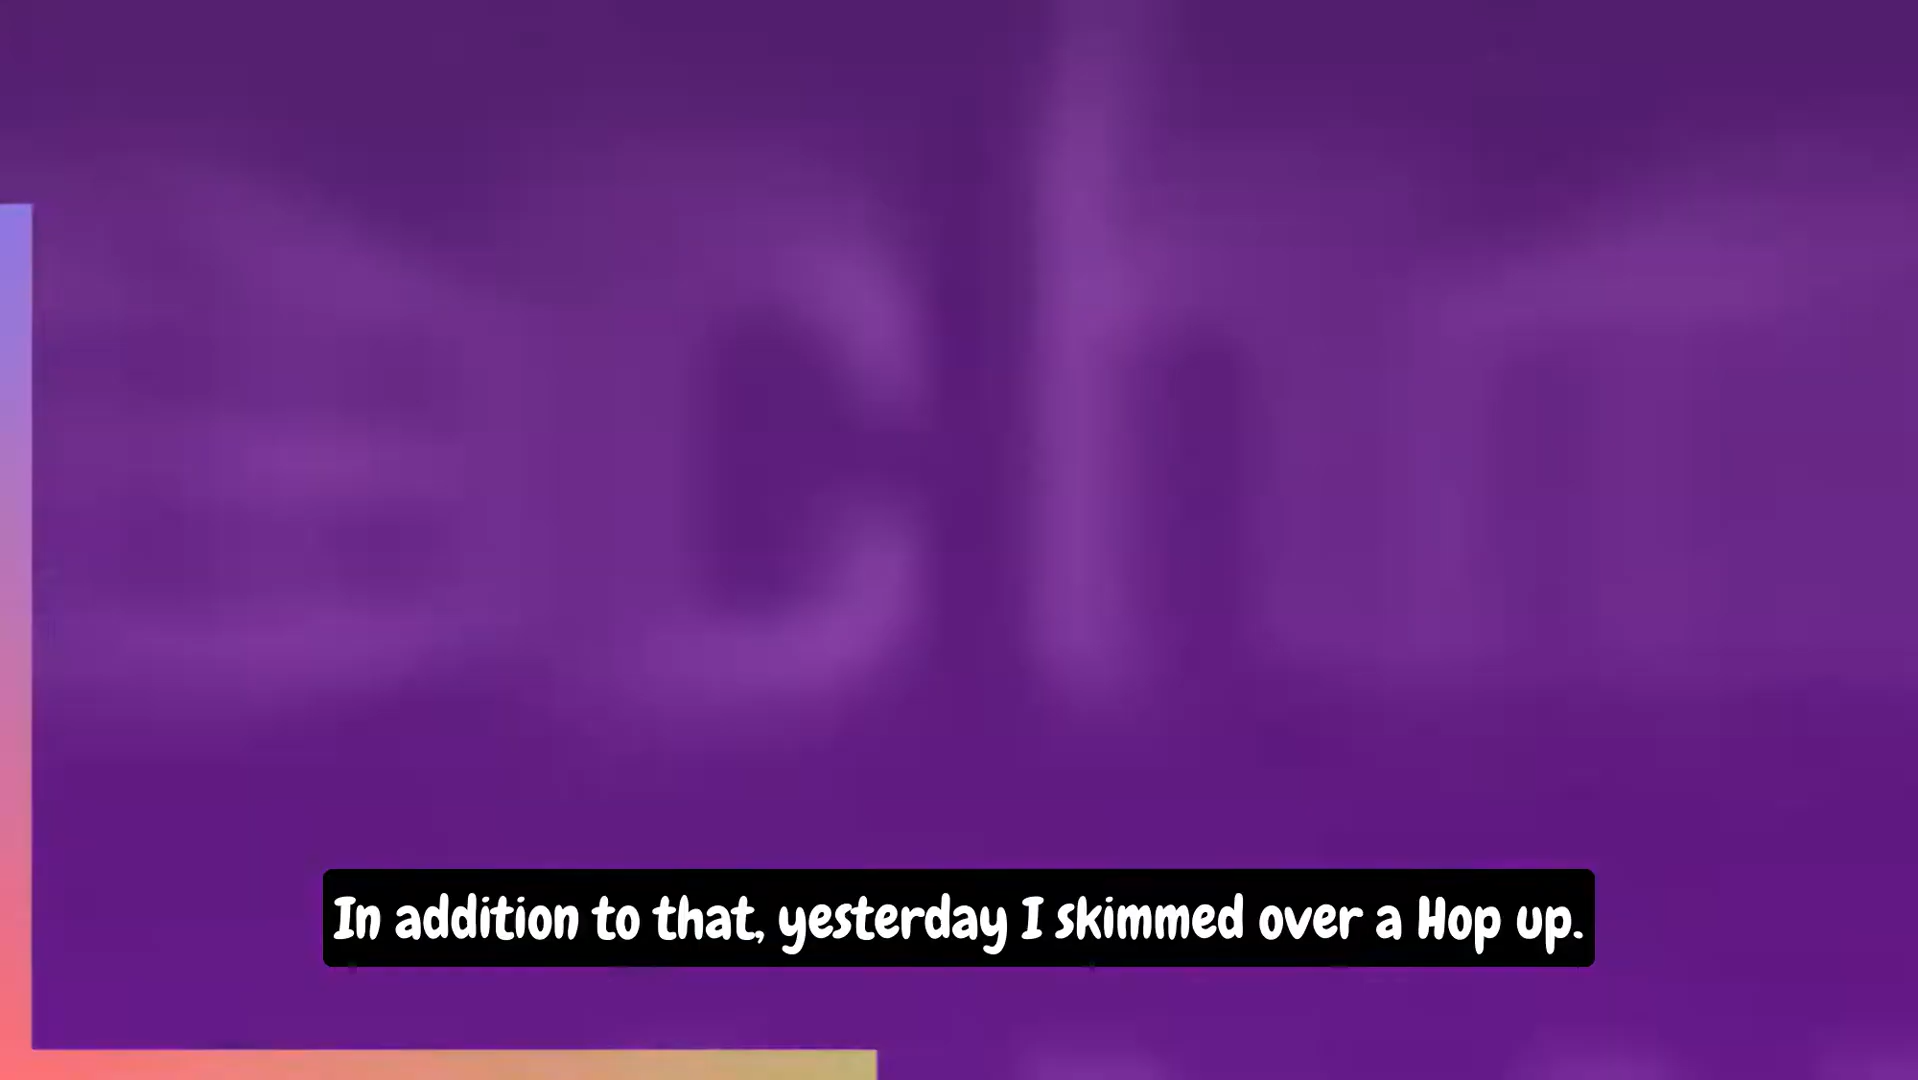 In addition to that, yesterday I skimmed over a Hop up.